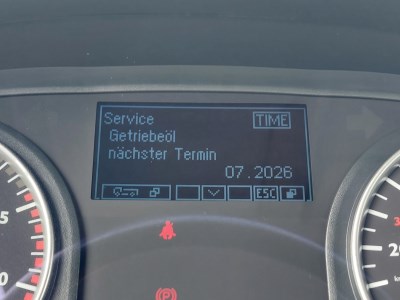 Service TIME
Getriebeöl
nächster Termin
07.2026
ESC